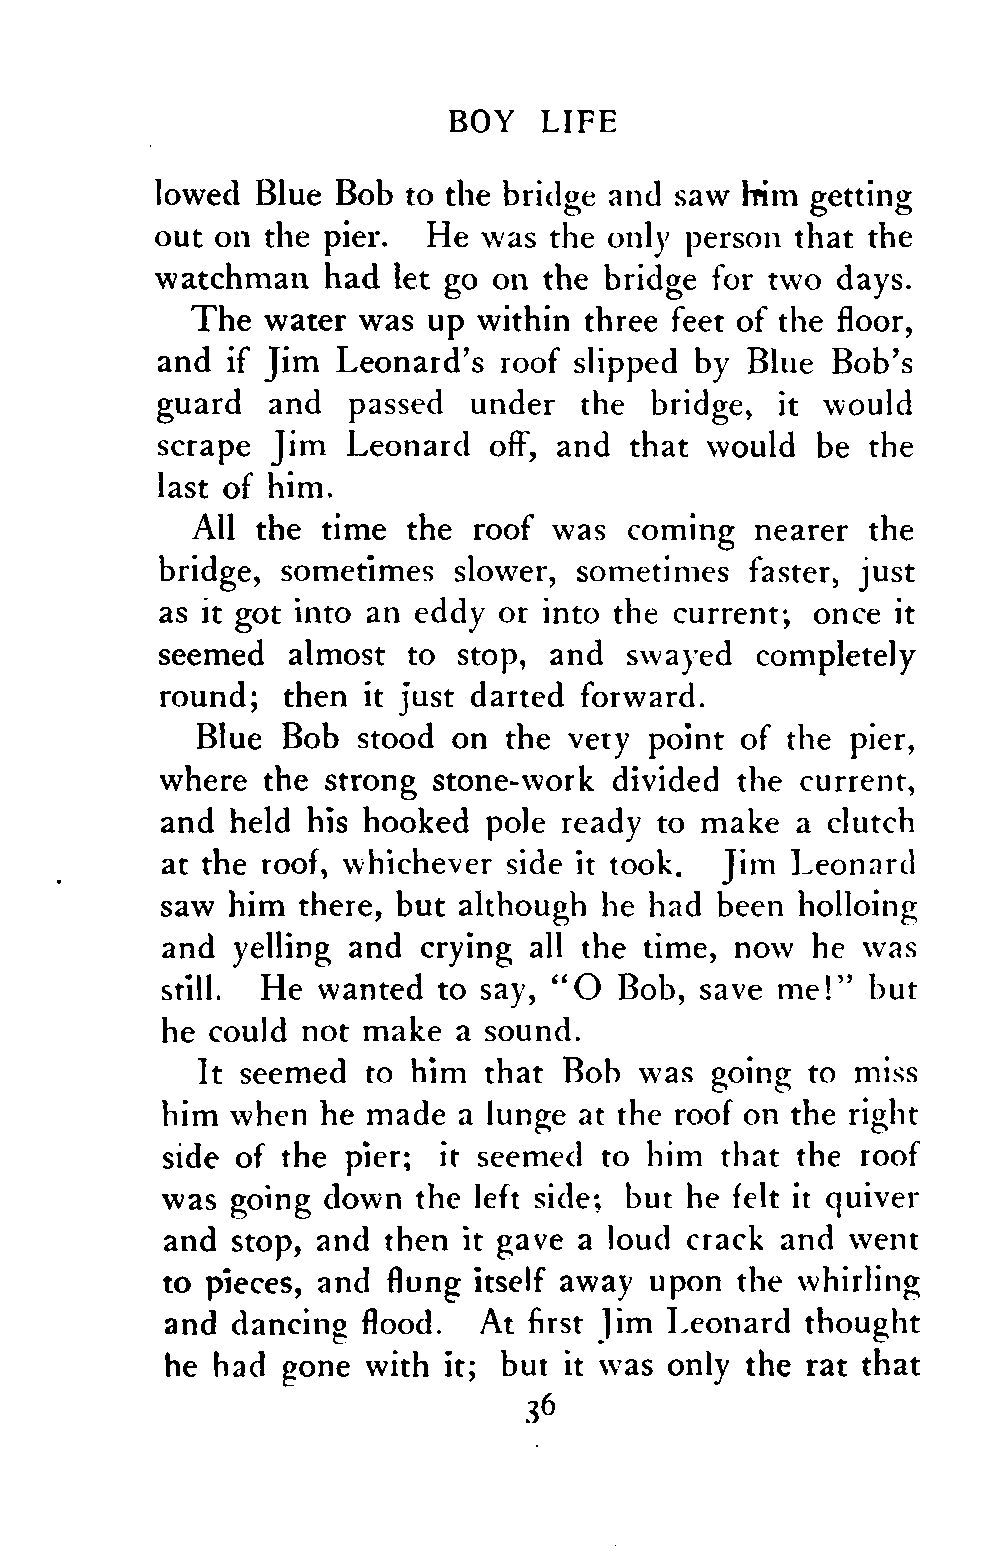 BOY LIFE
lowed Blue Bob to the bridge and saw him getting
out on the pier. He was the only person that the
watchman had let go on the bridge for two days.
The water was up within three feet of the floor,
and if Jim Leonard's roof slipped by Blue Bob's
guard and passed under the bridge, it would
scrape Jim Leonard off, and that would be the
last of him.
All the time the roof was coming nearer the
bridge, sometimes slower, sometimes faster, just
as it got into an eddy or into the current; once it
seemed almost to stop, and swayed completely
round; then it just darted forward.
Blue Bob stood on the very point of the pier,
where the strong stone-work divided the current,
and held his hooked pole ready to make a clutch
at the roof, whichever side it took. Jim Leonard
saw him there, but although he had been holloing
and yelling and crying all the time, now he was
still. He wanted to say, "O Bob, save me!" but
he could not make a sound.
It seemed to him that Bob was going to miss
him when he made a lunge at the roof on the right
side of the pier; it seemed to him that the roof
was going down the left side; but he felt it quiver
and stop, and then it gave a loud crack and went
to pieces, and flung itself away upon the whirling
and dancing flood. At first Jim Leonard thought
he had gone with it; but it was only the rat that
36